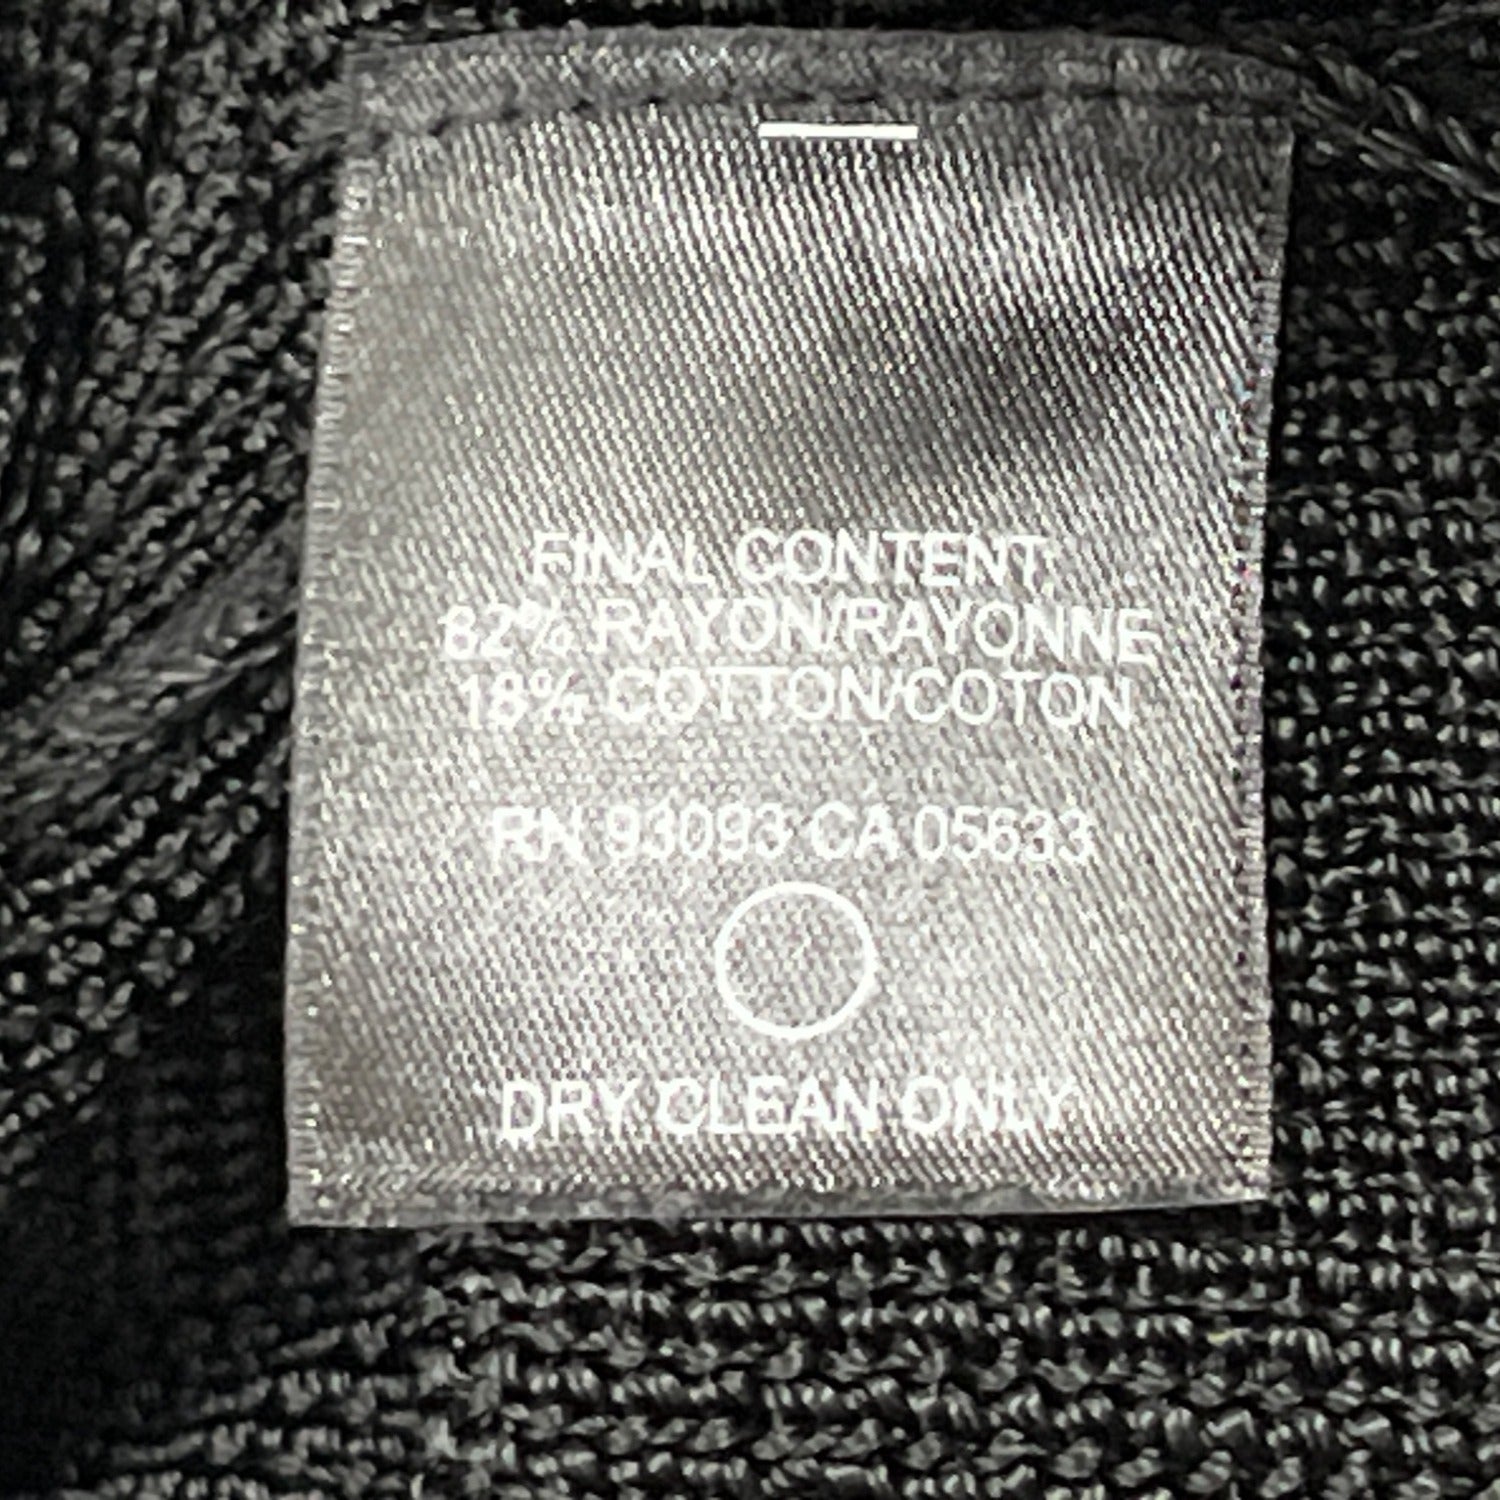 FINAL CONTENT:
82% RAYON/RAYONNE
18% COTTON/COTON
RN 93093 CA 05633
DRY CLEAN ONLY